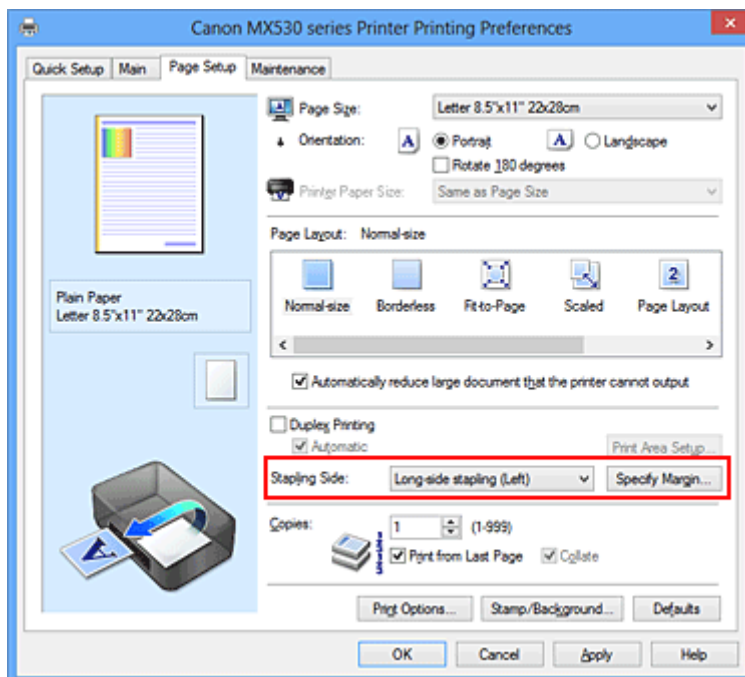 Canon MX530 series Printer Printing Preferences
Quick Setup Main Page Setup Maintenance
Page Size: Letter 8.5"x11" 22x28cm
Orientation: A Portrait A Landscape
Rotate 180 degrees
Printer Paper Size: Same as Page Size
Page Layout: Normal-size
2
Normal-size Borderless Fit-to-Page Scaled Page Layout
Plain Paper
Letter 8.5"x11" 22x28cm
Automatically reduce large document that the printer cannot output
Duplex Printing
Automatic Print Area Setup...
Stapling Side: Long-side stapling (Left) Specify Margin...
Copies: 1 (1-999)
Print from Last Page Collate
A
Print Options... Stamp/Background... Defaults
OK Cancel Apply Help